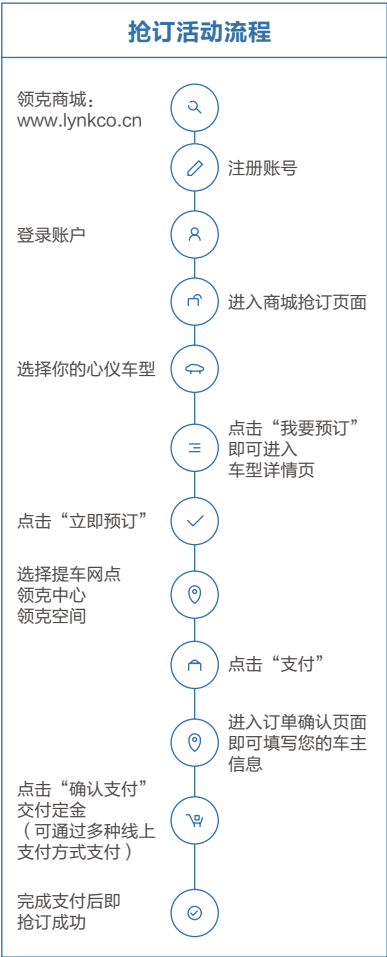 抢订活动流程
领克商城：
www.lynkco.cn
注册账号
登录账户
进入商城抢订页面
选择你的心仪车型
点击“我要预订”
即可进入
车型详情页
点击“立即预订”
选择提车网点
领克中心
领克空间
点击“支付”
进入订单确认页面
即可填写您的车主
信息
点击“确认支付”
交付定金
（可通过多种线上
支付方式支付）
完成支付后即
抢订成功